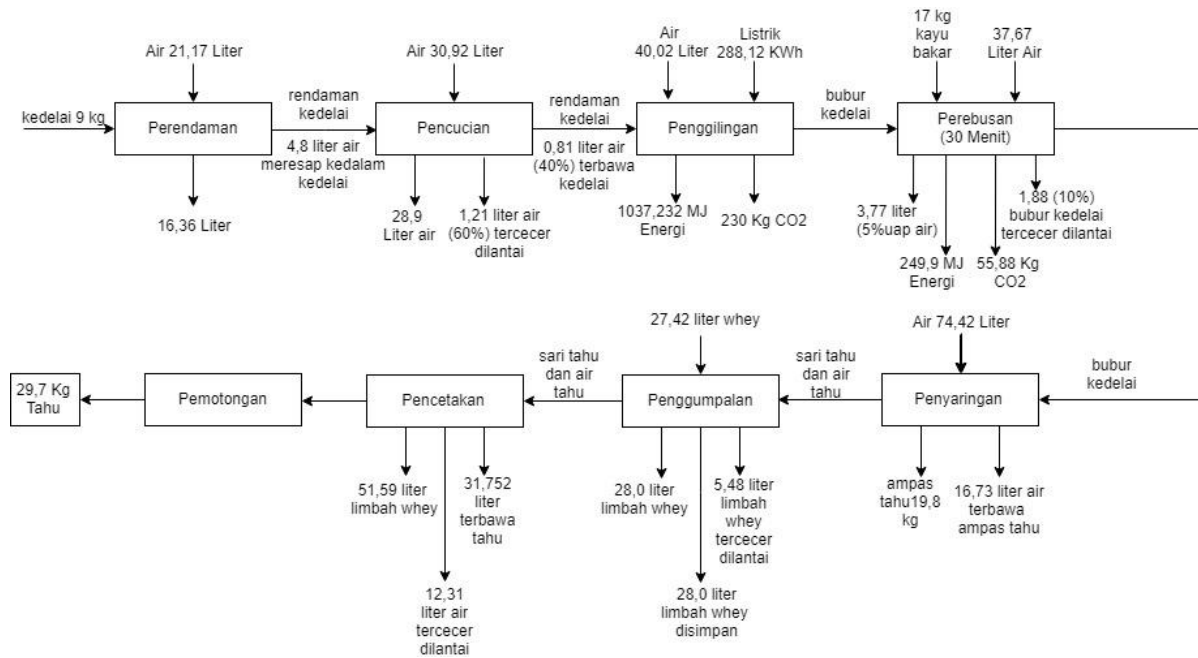 Air 21,17 Liter
kedelai 9 kg
Perendaman
16,36 Liter
rendaman
kedelai
4,8 liter air
meresap kedalam
kedelai
Air 30,92 Liter
Pencucian
28,9
Liter air
1,21 liter air
(60%) tercecer
dilantai
rendaman
kedelai
0,81 liter air
(40%) terbawa
kedelai
Air
40,02 Liter
Listrik
288,12 KWh
Penggilingan
1037,232 MJ
Energi
230 Kg CO2
bubur
kedelai
17 kg
kayu
bakar
37,67
Liter Air
Perebusan
(30 Menit)
3,77 liter
(5%uap air)
249,9 MJ
Energi
55,88 Kg
CO2
1,88 (10%)
bubur kedelai
tercecer dilantai
bubur
kedelai
Air 74,42 Liter
Penyaringan
ampas
tahu19,8
kg
16,73 liter air
terbawa
ampas tahu
sari tahu
dan air
tahu
27,42 liter whey
Penggumpalan
28,0 liter
limbah whey
28,0 liter
limbah whey
disimpan
5,48 liter
limbah
whey
tercecer
dilantai
sari tahu
dan air
tahu
Pencetakan
51,59 liter
limbah whey
12,31
liter air
tercecer
dilantai
31,752
liter
terbawa
tahu
Pemotongan
29,7 Kg
Tahu